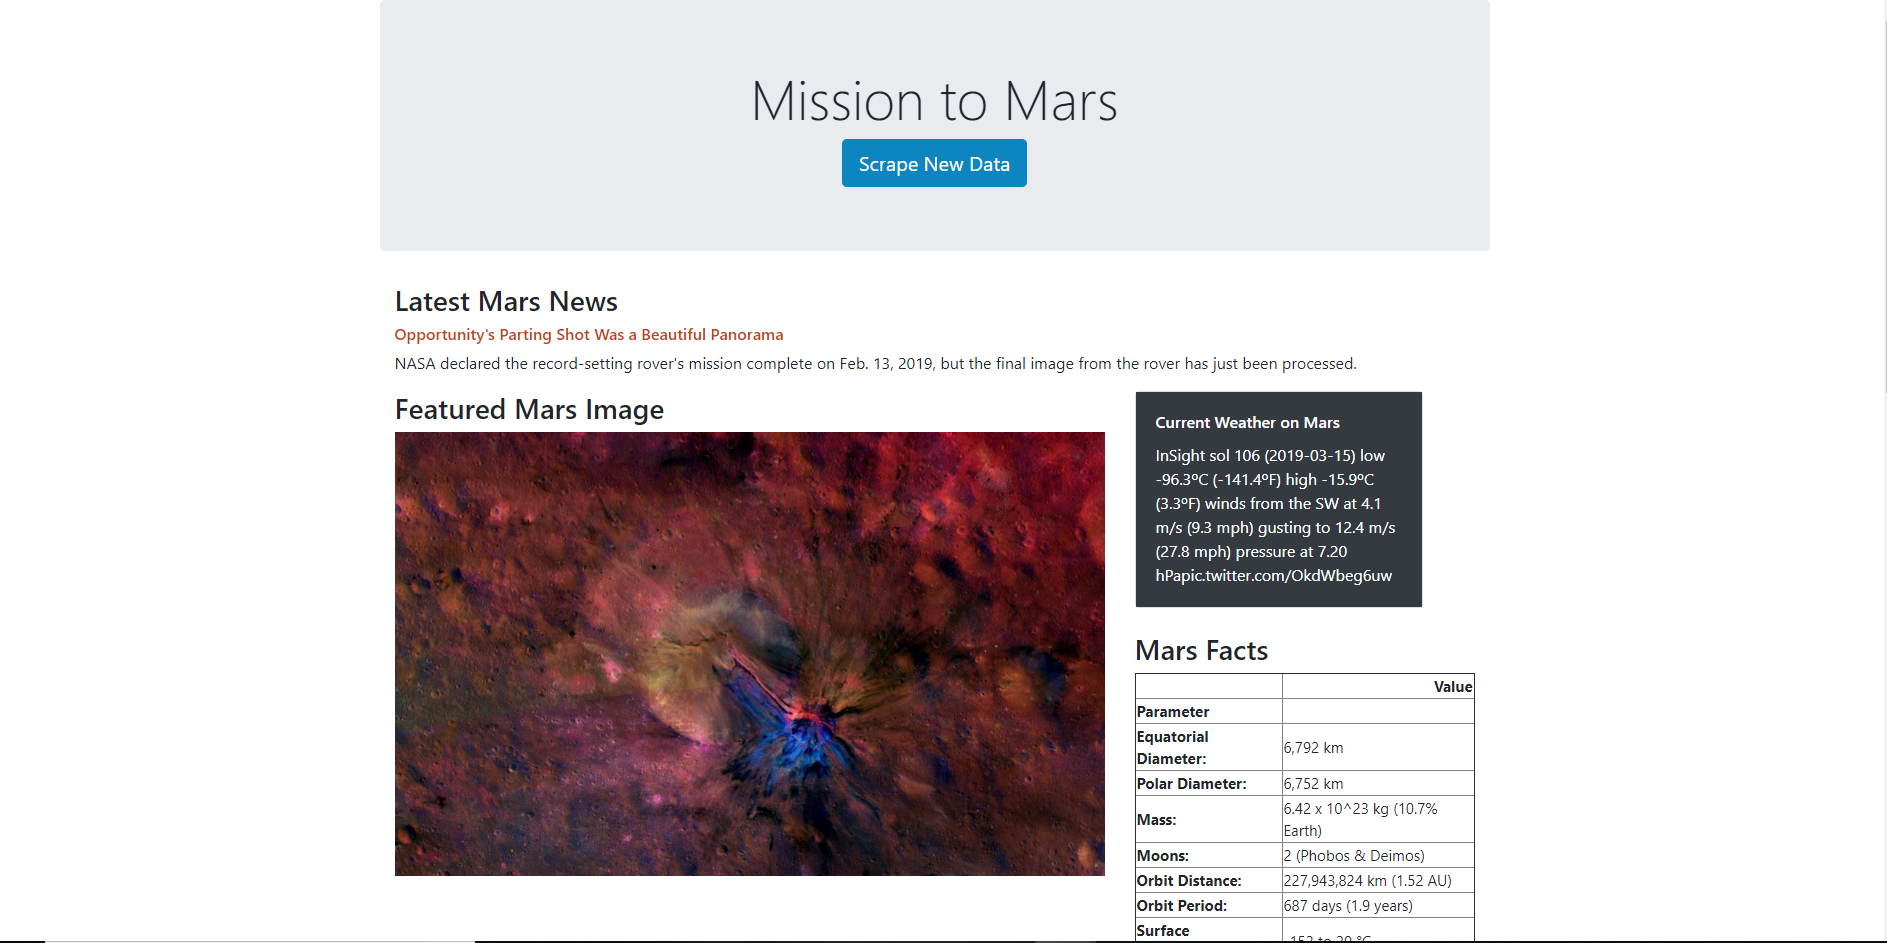 Mission to Mars
Scrape New Data
Latest Mars News
Opportunity's Parting Shot Was a Beautiful Panorama
NASA declared the record-setting rover's mission complete on Feb. 13, 2019, but the final image from the rover has just been processed.
Featured Mars Image
Current Weather on Mars
InSight sol 106 (2019-03-15) low
-96.3ºC (-141.4ºF) high -15.9ºC
(3.3ºF) winds from the SW at 4.1
m/s (9.3 mph) gusting to 12.4 m/s
(27.8 mph) pressure at 7.20
hPapic.twitter.com/OkdWbeg6uw
Mars Facts
Value
Parameter
Equatorial
Diameter:
6,792 km
Polar Diameter: 6,752 km
Mass:
6.42 x 10^23 kg (10.7%
Earth)
Moons: 2 (Phobos & Deimos)
Orbit Distance: 227,943,824 km (1.52 AU)
Orbit Period: 687 days (1.9 years)
Surface